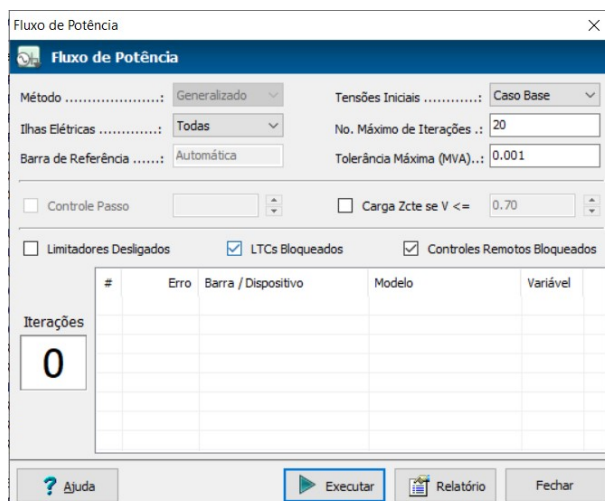 Fluxo de Potência
Fluxo de Potência
Método ....................: Generalizado Tensões Iniciais ............: Caso Base
Ilhas Elétricas .............: Todas No. Máximo de Iterações .: 20
Barra de Referência ......: Automática Tolerância Máxima (MVA)..: 0.001
Controle Passo Carga Zcte se V <= 0.70
Limitadores Desligados LTCs Bloqueados Controles Remotos Bloqueados
# Erro Barra / Dispositivo Modelo Variável
Iterações
0
? Ajuda Executar Relatório Fechar